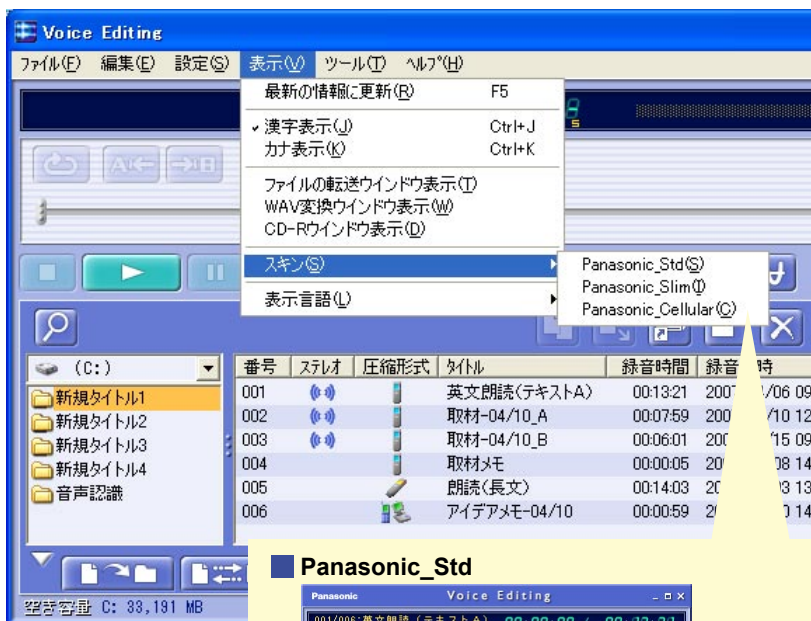 Voice Editing
ファイル(F) 編集(E) 設定(S) 表示(V) ツール(T) ヘルプ(H)
最新の情報に更新(R) F5
漢字表示(J) Ctrl+J
カナ表示(K) Ctrl+K
ファイルの転送ウインドウ表示(T)
WAV変換ウインドウ表示(W)
CD-Rウインドウ表示(D)
スキン(S)
表示言語(L)
Panasonic_Std(S)
Panasonic_Slim(I)
Panasonic_Cellular(C)
(C:)
新規タイトル1
新規タイトル2
新規タイトル3
新規タイトル4
音声認識
番号 ステレオ 圧縮形式 タイトル 録音時間
001 英文朗読(テキストA) 00:13:21
002 取材-04/10_A 00:07:59
003 取材-04/10_B 00:06:01
004 取材メモ 00:00:05
005 朗読(長文) 00:14:03
006 アイデアメモ-04/10 00:00:59
空き容量 C: 33,191 MB
Panasonic_Std
Panasonic Voice Editing